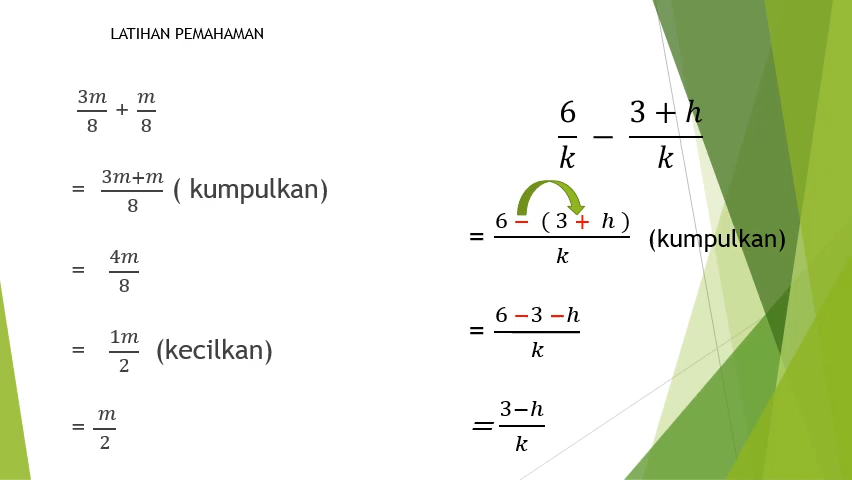 LATIHAN PEMAHAMAN
3m/8 + m/8
= 3m+m/8 ( kumpulkan)
= 4m/8
= 1m/2 (kecilkan)
= m/2
6/k − 3 + h/k
= 6 − ( 3 + h )/k (kumpulkan)
= 6 −3 −h/k
= 3−h/k